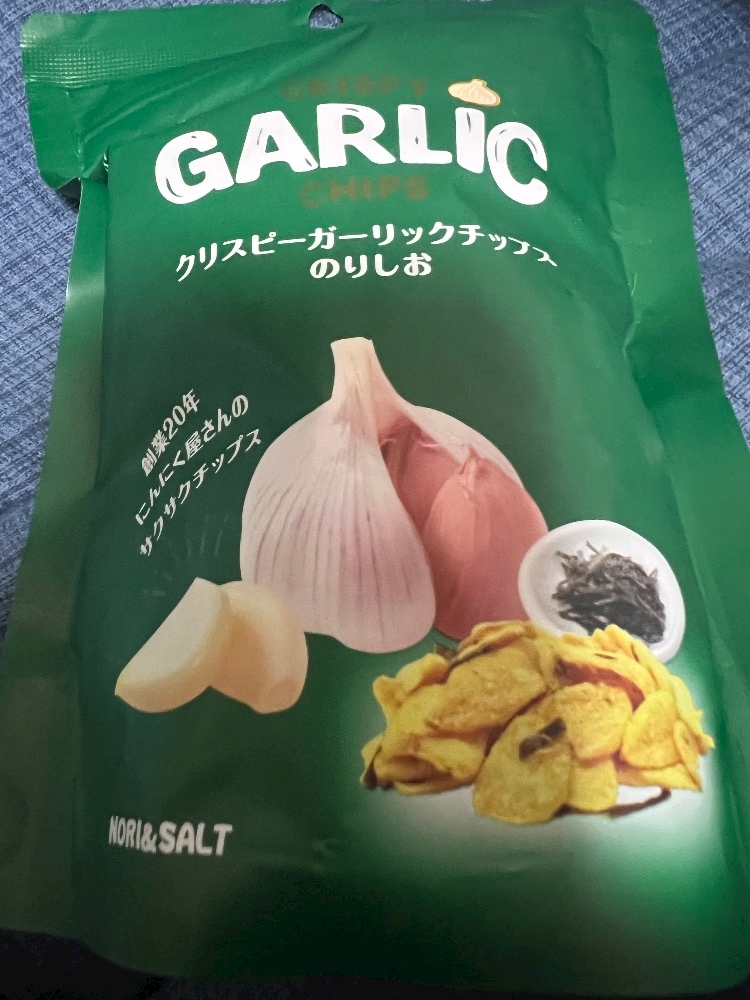 CRISPY
GARLIC
CHIPS
クリスピーガーリックチップス
のりしお
創業20年
にんにく屋さんの
サクサクチップス
NORI&SALT